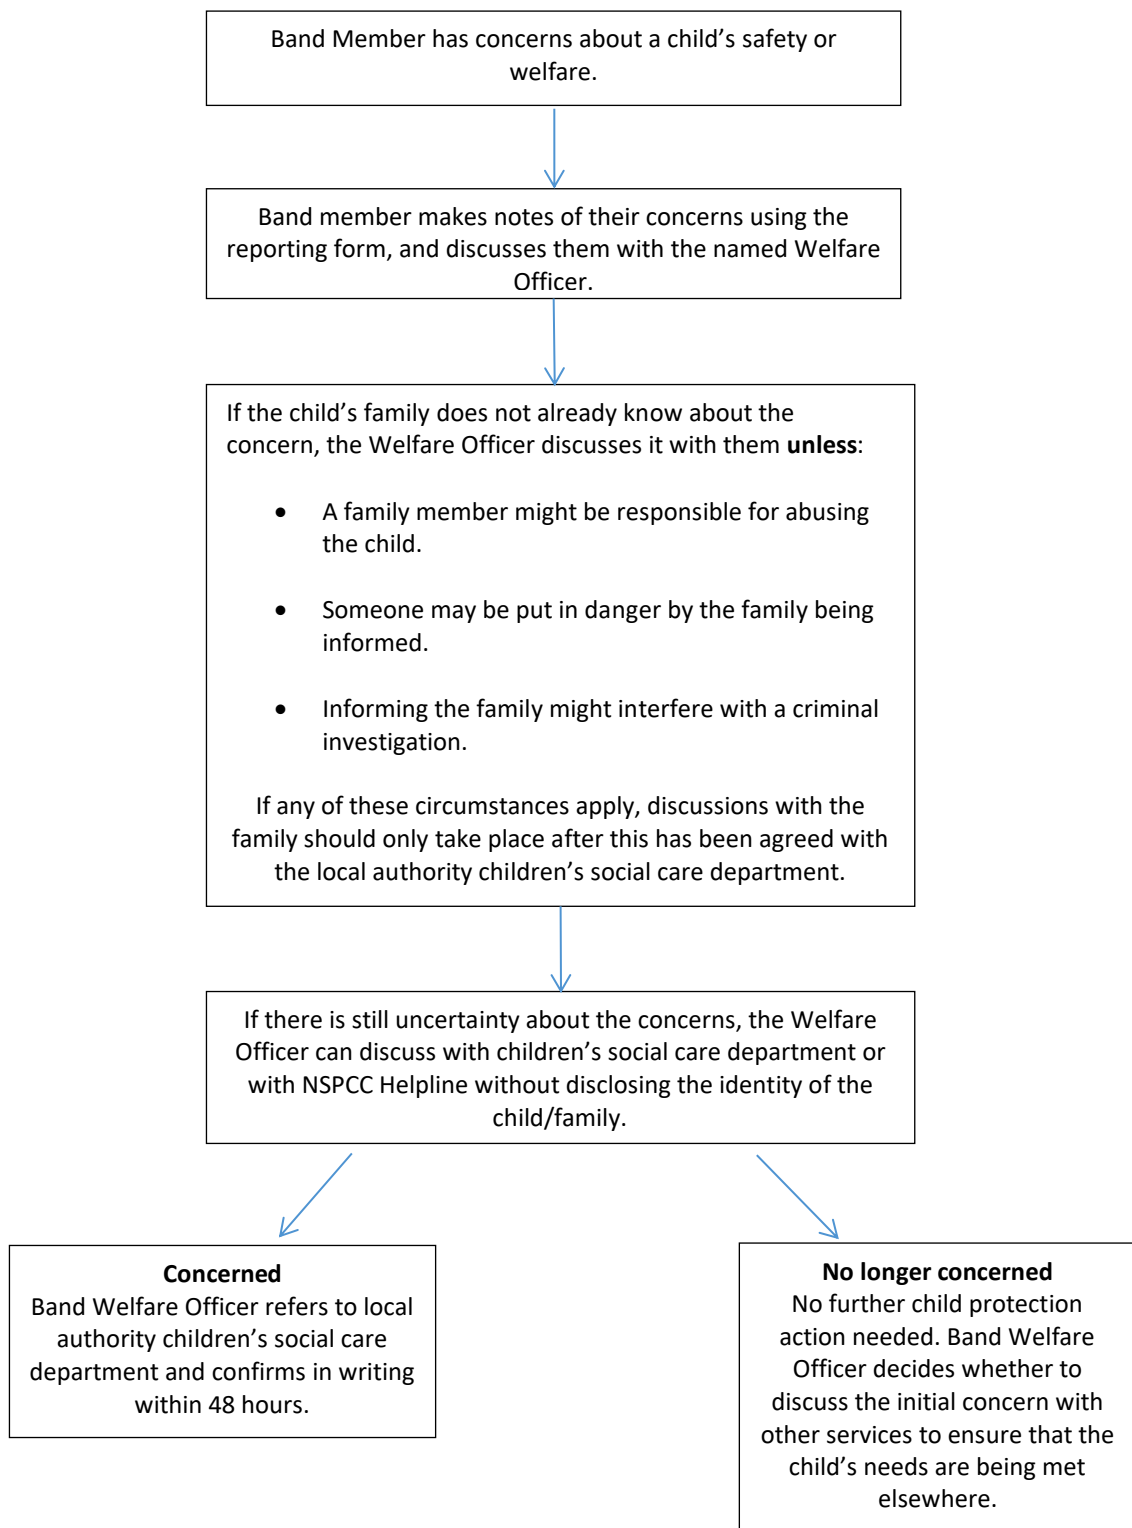 Band Member has concerns about a child’s safety or
welfare.
Band member makes notes of their concerns using the
reporting form, and discusses them with the named Welfare
Officer.
If the child’s family does not already know about the
concern, the Welfare Officer discusses it with them unless:
• A family member might be responsible for abusing
the child.
• Someone may be put in danger by the family being
informed.
• Informing the family might interfere with a criminal
investigation.
If any of these circumstances apply, discussions with the
family should only take place after this has been agreed with
the local authority children’s social care department.
If there is still uncertainty about the concerns, the Welfare
Officer can discuss with children’s social care department or
with NSPCC Helpline without disclosing the identity of the
child/family.
Concerned
Band Welfare Officer refers to local
authority children’s social care
department and confirms in writing
within 48 hours.
No longer concerned
No further child protection
action needed. Band Welfare
Officer decides whether to
discuss the initial concern with
other services to ensure that the
child’s needs are being met
elsewhere.